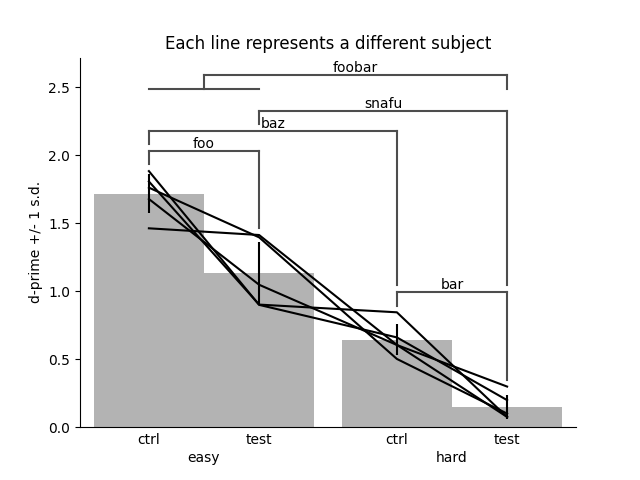 Each line represents a different subject
foobar
2.5
snafu
baz
foo
2.0
1.5
d-prime +/- 1 s.d.
1.0
bar
0.5
0.0
ctrl test ctrl test
easy hard